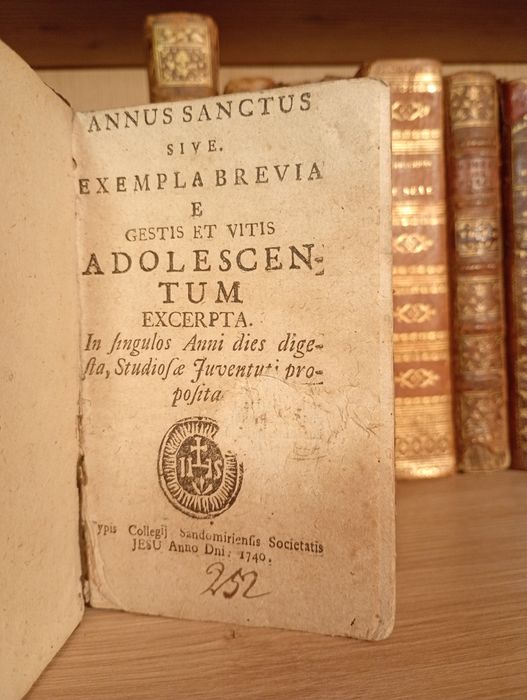 ANNUS SANCTUS
SIVE.
EXEMPLA BREVIA
E
GESTIS ET VITIS
ADOLESCEN-
TUM
EXCERPTA.
In ſingulos Anni dies dige-
ſta, Studioſæ Juventuti pro-
poſita
IHS
ypis Collegij Sandomirienſis Societatis
JESU Anno Dni: 1740.
252